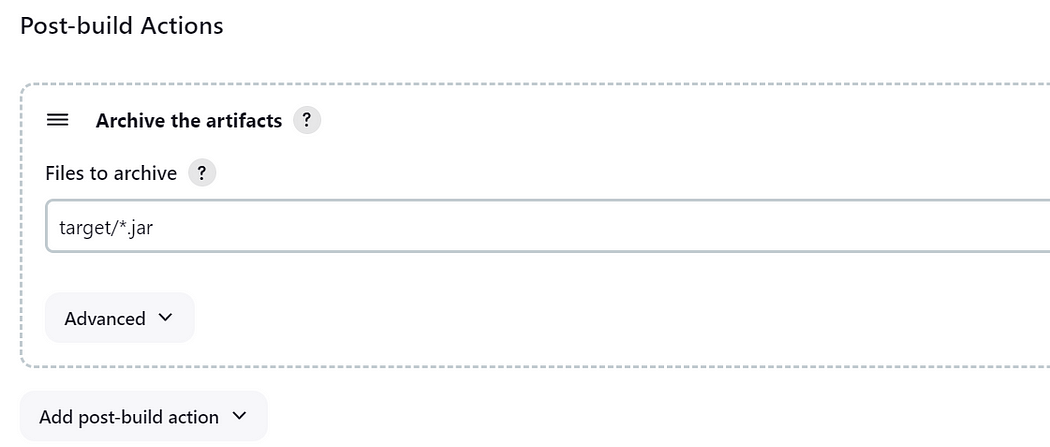 Post-build Actions
Archive the artifacts ?
Files to archive ?
target/*.jar
Advanced
Add post-build action